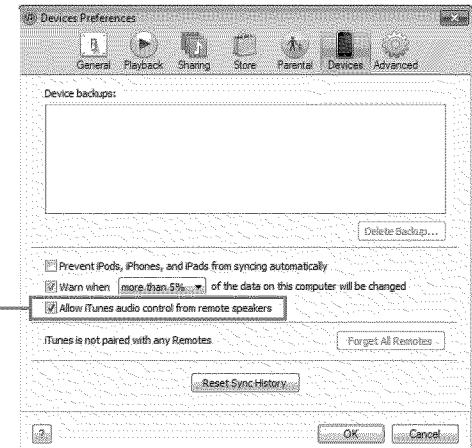 Devices Preferences
General Playback Sharing Store Parental Devices Advanced
Device backups:
Delete Backup...
Prevent iPods, iPhones, and iPads from syncing automatically
Warn when more than 5% of the data on this computer will be changed
Allow iTunes audio control from remote speakers
iTunes is not paired with any Remotes
Forget All Remotes
Reset Sync History
? OK Cancel